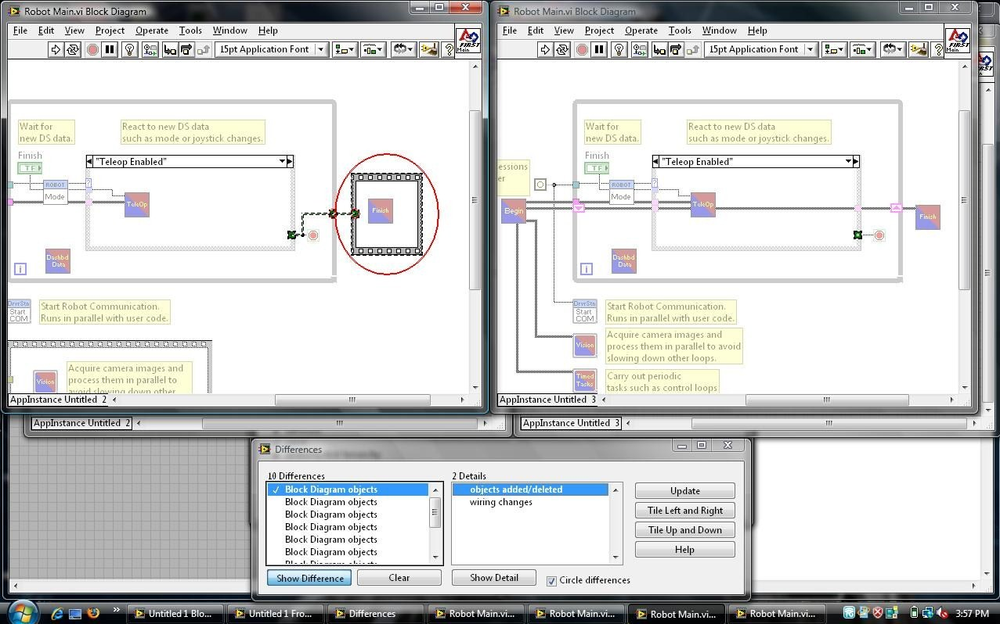 Robot Main.vi Block Diagram
File Edit View Project Operate Tools Window Help
15pt Application Font
FIRST
Main
Wait for
new DS data.
React to new DS data
such as mode or joystick changes.
Finish
TF
"Teleop Enabled"
ROBOT
Mode
?
TeleOp
Finish
Dashbd
Data
i
DrvrStn
Start
COM
Start Robot Communication.
Runs in parallel with user code.
Vision
Acquire camera images and
process them in parallel to
avoid slowing down other
AppInstance Untitled 2
AppInstance Untitled 2
Robot Main.vi Block Diagram
File Edit View Project Operate Tools Window Help
15pt Application Font
FIRST
Main
Wait for
new DS data.
React to new DS data
such as mode or joystick changes.
Finish
TF
"Teleop Enabled"
essions
er
ROBOT
Mode
?
TeleOp
Begin
Finish
Dashbd
Data
i
DrvrStn
Start
COM
Start Robot Communication.
Runs in parallel with user code.
Vision
Acquire camera images and
process them in parallel to avoid
slowing down other loops.
Timed
Tasks
Carry out periodic
tasks such as control loops
AppInstance Untitled 3
AppInstance Untitled 3
Differences
10 Differences
✓ Block Diagram objects
Block Diagram objects
Block Diagram objects
Block Diagram objects
Block Diagram objects
Block Diagram objects
Block Diagram objects
Show Difference
Clear
2 Details
objects added/deleted
wiring changes
Show Detail
Circle differences
Update
Tile Left and Right
Tile Up and Down
Help
Untitled 1 Blo...
Untitled 1 Fro...
Differences
Robot Main.vi...
Robot Main.vi...
Robot Main.vi...
Robot Main.vi...
3:57 PM